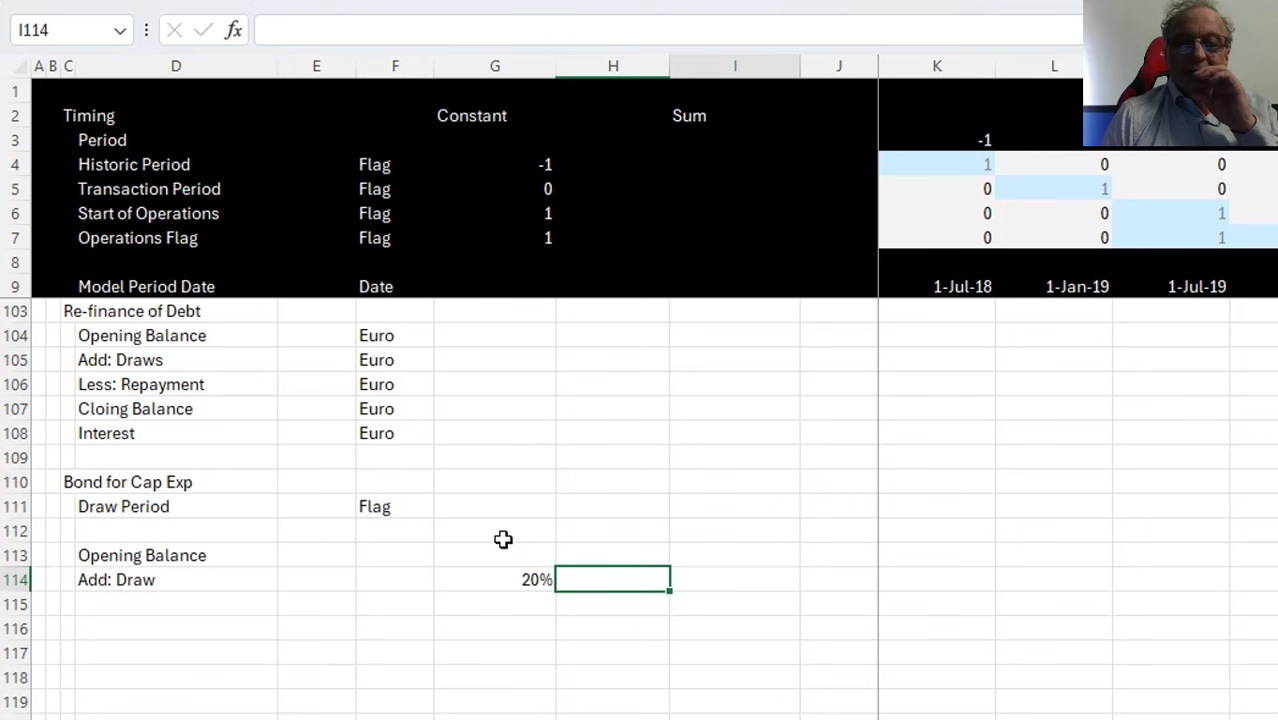 I114 fx
A B C D E F G H I J K L
1
2 Timing Constant Sum
3 Period -1
4 Historic Period Flag -1 1 0 0
5 Transaction Period Flag 0 0 1 0
6 Start of Operations Flag 1 0 0 1
7 Operations Flag Flag 1 0 0 1
8
9 Model Period Date Date 1-Jul-18 1-Jan-19 1-Jul-19
103 Re-finance of Debt
104 Opening Balance Euro
105 Add: Draws Euro
106 Less: Repayment Euro
107 Cloing Balance Euro
108 Interest Euro
109
110 Bond for Cap Exp
111 Draw Period Flag
112
113 Opening Balance
114 Add: Draw 20%
115
116
117
118
119